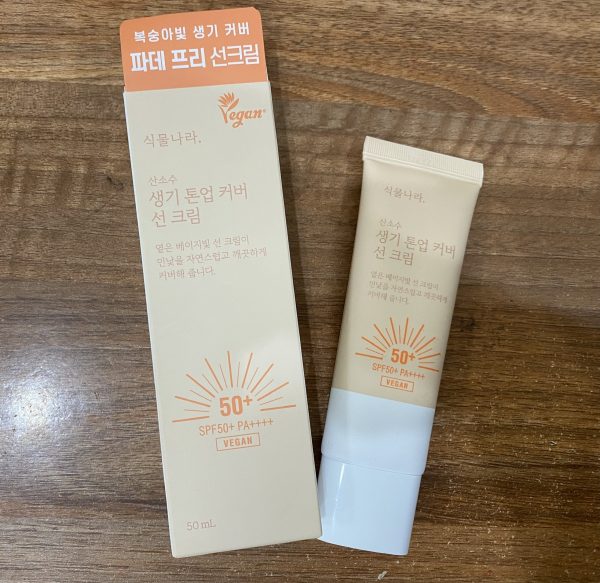 복숭아빛 생기 커버
파데 프리 선크림
Vegan
식물나라.
산소수
생기 톤업 커버
선 크림
옅은 베이지빛 선 크림이
민낯을 자연스럽고 깨끗하게
커버해 줍니다.
50+
SPF50+ PA++++
VEGAN
50 mL
식물나라.
산소수
생기 톤업 커버
선 크림
옅은 베이지빛 선 크림이
민낯을 자연스럽고 깨끗하게
커버해 줍니다.
50+
SPF50+ PA++++
VEGAN